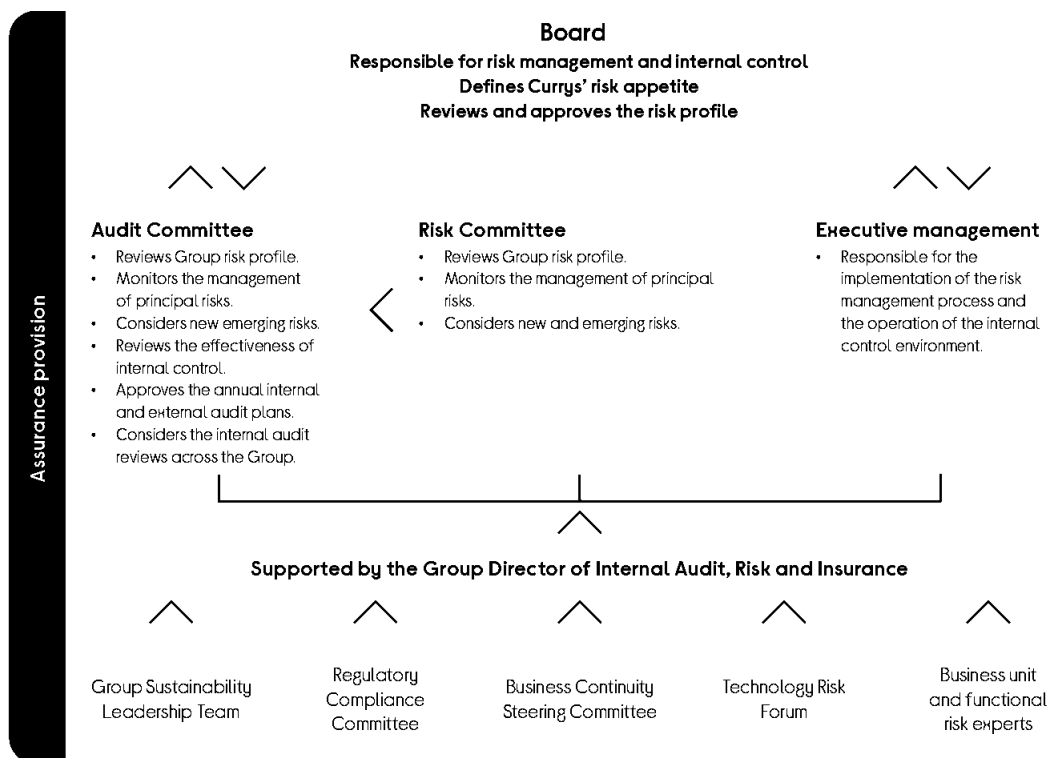 Board
Responsible for risk management and internal control
Defines Currys' risk appetite
Reviews and approves the risk profile
Assurance provision
Audit Committee
• Reviews Group risk profile.
• Monitors the management
of principal risks.
• Considers new emerging risks.
• Reviews the effectiveness of
internal control.
• Approves the annual internal
and external audit plans.
• Considers the internal audit
reviews across the Group.
Risk Committee
• Reviews Group risk profile.
• Monitors the management of principal
risks.
• Considers new and emerging risks.
Executive management
• Responsible for the
implementation of the risk
management process and
the operation of the internal
control environment.
Supported by the Group Director of Internal Audit, Risk and Insurance
Group Sustainability
Leadership Team
Regulatory
Compliance
Committee
Business Continuity
Steering Committee
Technology Risk
Forum
Business unit
and functional
risk experts